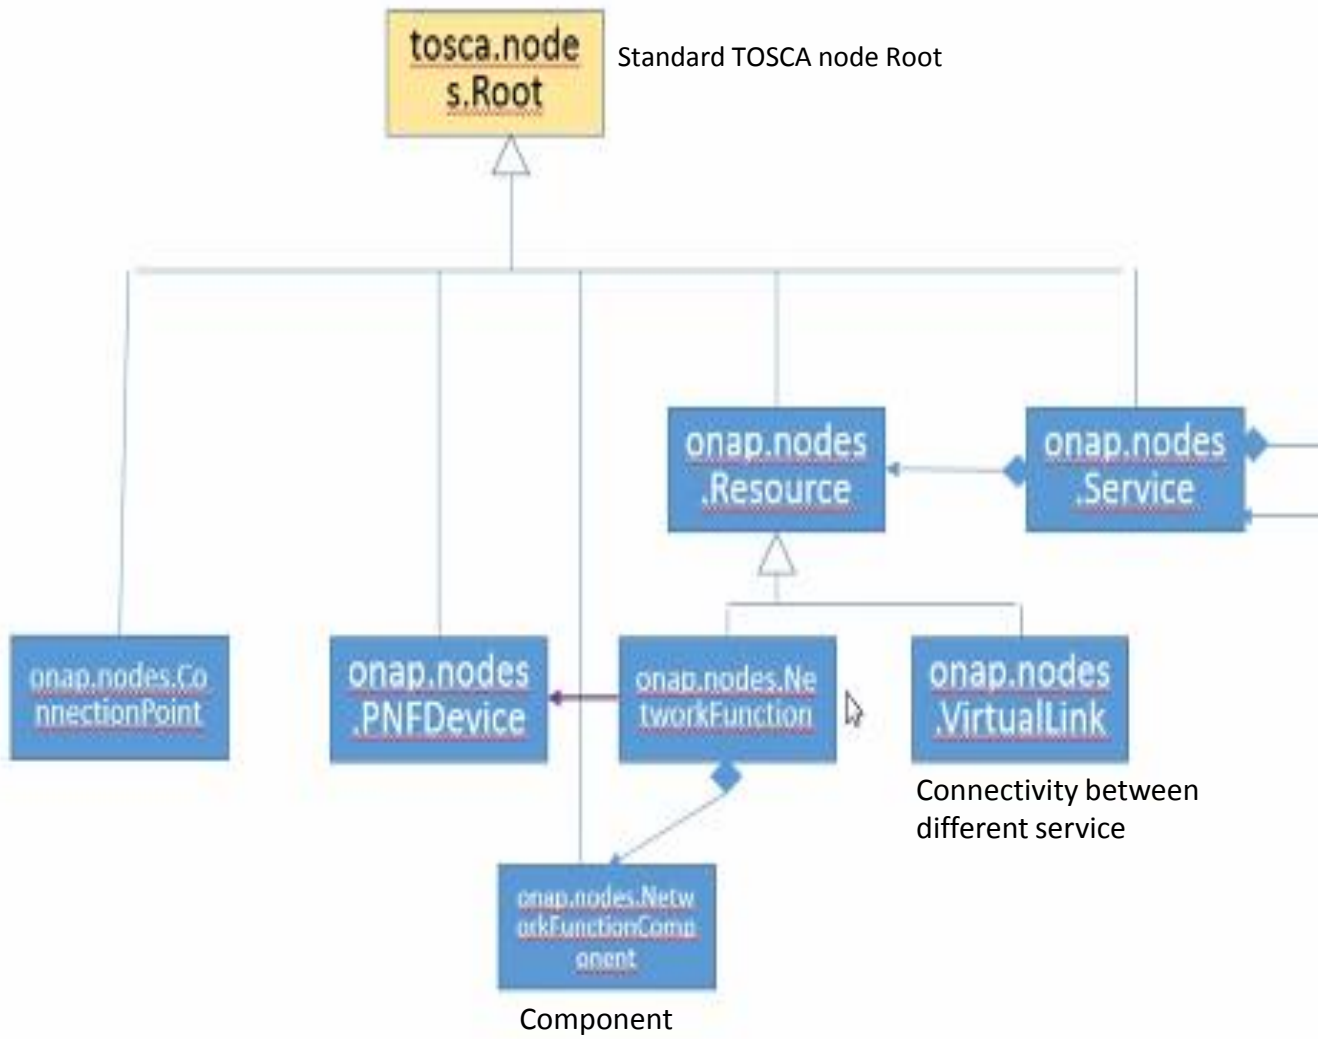 tosca.node
s.Root
Standard TOSCA node Root
onap.nodes
.Resource
onap.nodes
.Service
onap.nodes.Co
nnectionPoint
onap.nodes
.PNFDevice
onap.nodes.Ne
tworkFunction
onap.nodes
.VirtualLink
Connectivity between
different service
onap.nodes.Netw
orkFunctionComp
onent
Component